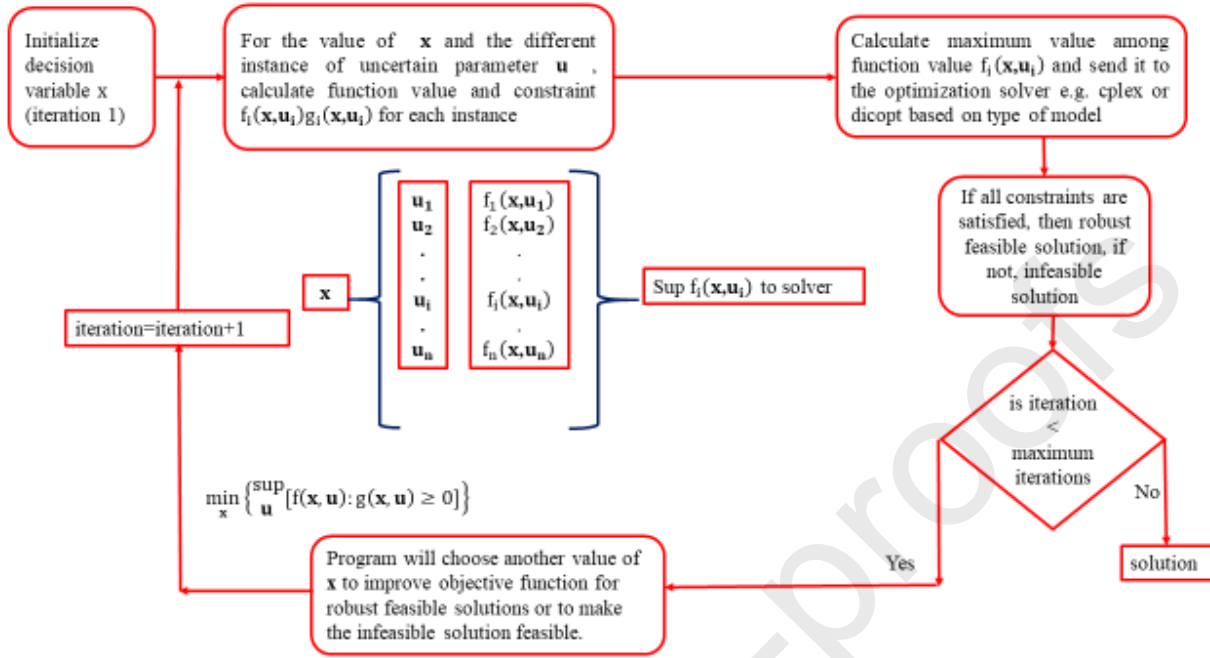 Initialize
decision
variable x
(iteration 1)
For the value of x and the different
instance of uncertain parameter u ,
calculate function value and constraint
fᵢ(x,uᵢ)gᵢ(x,uᵢ) for each instance
Calculate maximum value among
function value fᵢ(x,uᵢ) and send it to
the optimization solver e.g. cplex or
dicopt based on type of model
If all constraints are
satisfied, then robust
feasible solution, if
not, infeasible
solution
x
u₁ f₁(x,u₁)
u₂ f₂(x,u₂)
. .
. .
uᵢ fᵢ(x,uᵢ)
. .
uₙ fₙ(x,uₙ)
Sup fᵢ(x,uᵢ) to solver
iteration=iteration+1
is iteration
<
maximum
iterations
No
solution
Yes
min {sup [f(x, u): g(x, u) ≥ 0]}
x u
Program will choose another value of
x to improve objective function for
robust feasible solutions or to make
the infeasible solution feasible.
-proofs